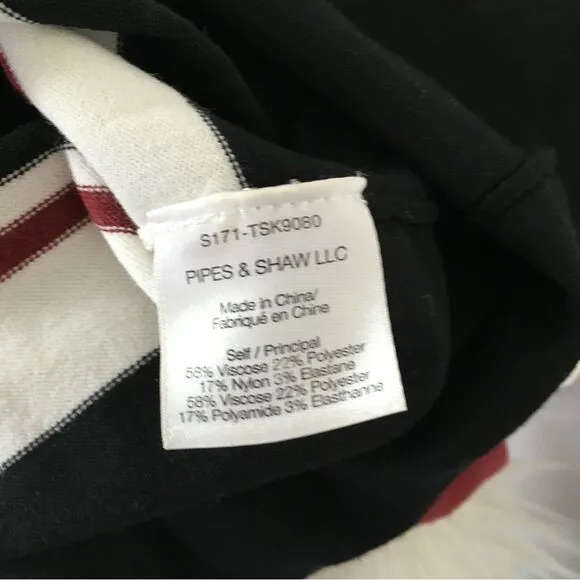 S171-TSK9080
PIPES & SHAW LLC
Made in China/
Fabriqué en Chine
Self / Principal
58% Viscose 22% Polyester
17% Nylon 3% Elastane
58% Viscose 22% Polyester
17% Polyamide 3% Elasthanne